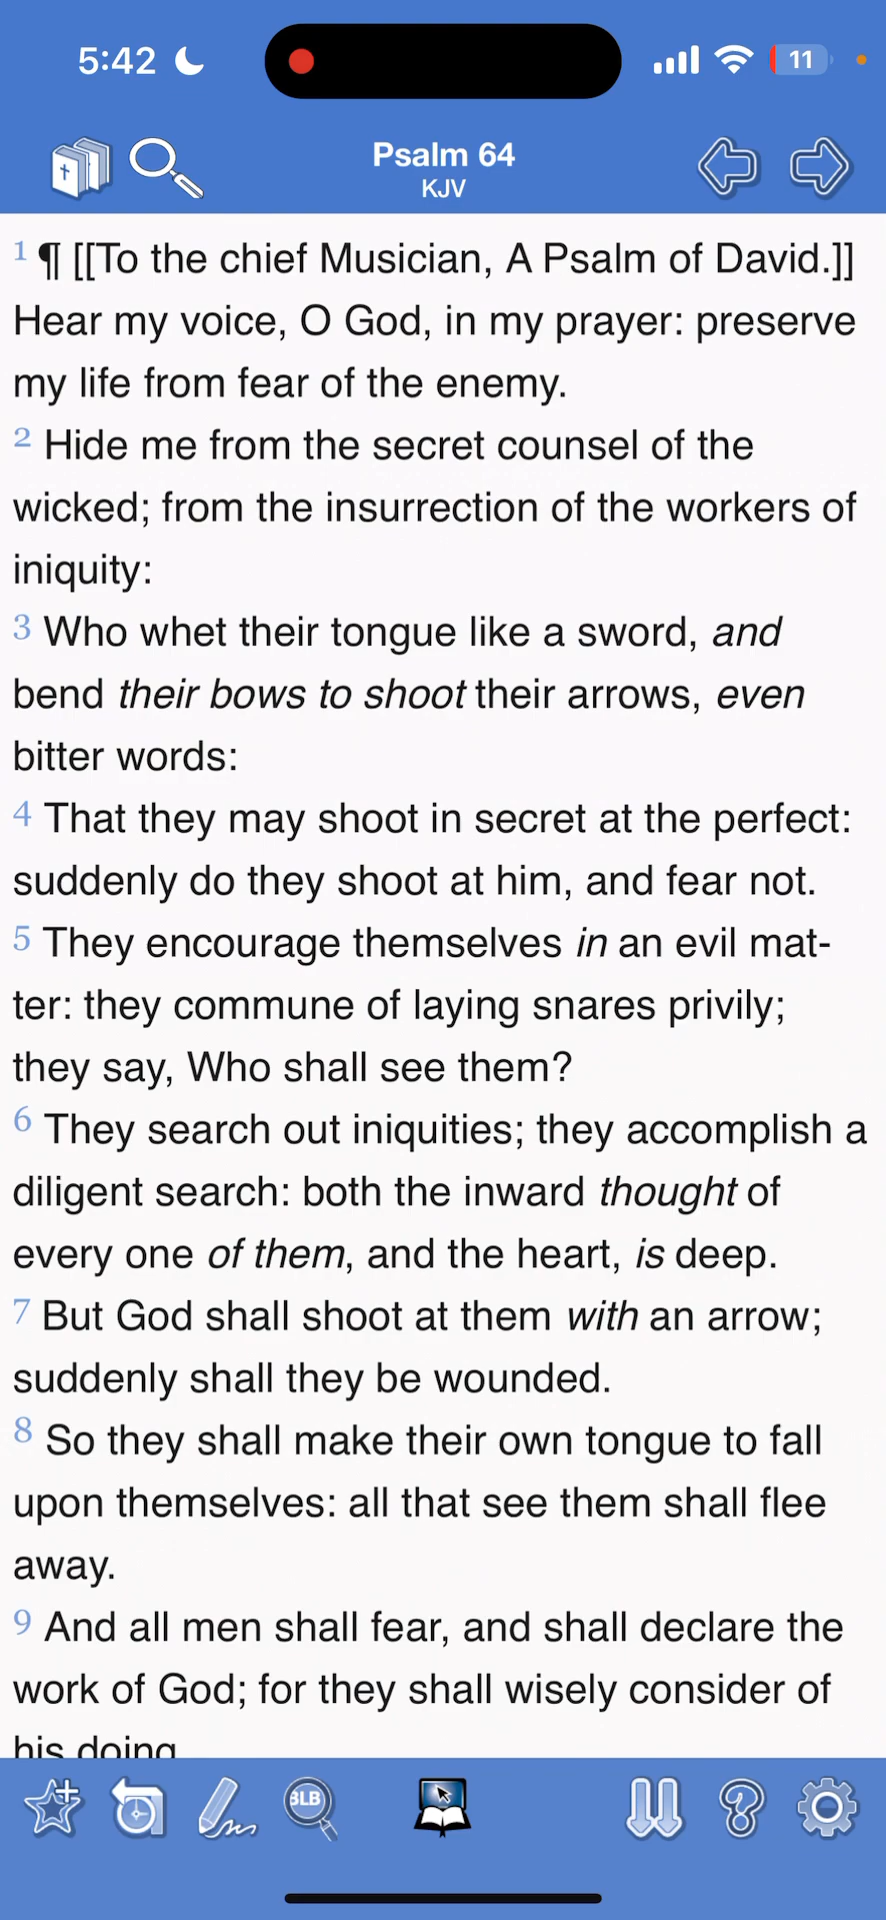 5:42
11
Psalm 64
KJV
1 ¶ [[To the chief Musician, A Psalm of David.]]
Hear my voice, O God, in my prayer: preserve
my life from fear of the enemy.
2 Hide me from the secret counsel of the
wicked; from the insurrection of the workers of
iniquity:
3 Who whet their tongue like a sword, and
bend their bows to shoot their arrows, even
bitter words:
4 That they may shoot in secret at the perfect:
suddenly do they shoot at him, and fear not.
5 They encourage themselves in an evil mat-
ter: they commune of laying snares privily;
they say, Who shall see them?
6 They search out iniquities; they accomplish a
diligent search: both the inward thought of
every one of them, and the heart, is deep.
7 But God shall shoot at them with an arrow;
suddenly shall they be wounded.
8 So they shall make their own tongue to fall
upon themselves: all that see them shall flee
away.
9 And all men shall fear, and shall declare the
work of God; for they shall wisely consider of
his doing
BLB